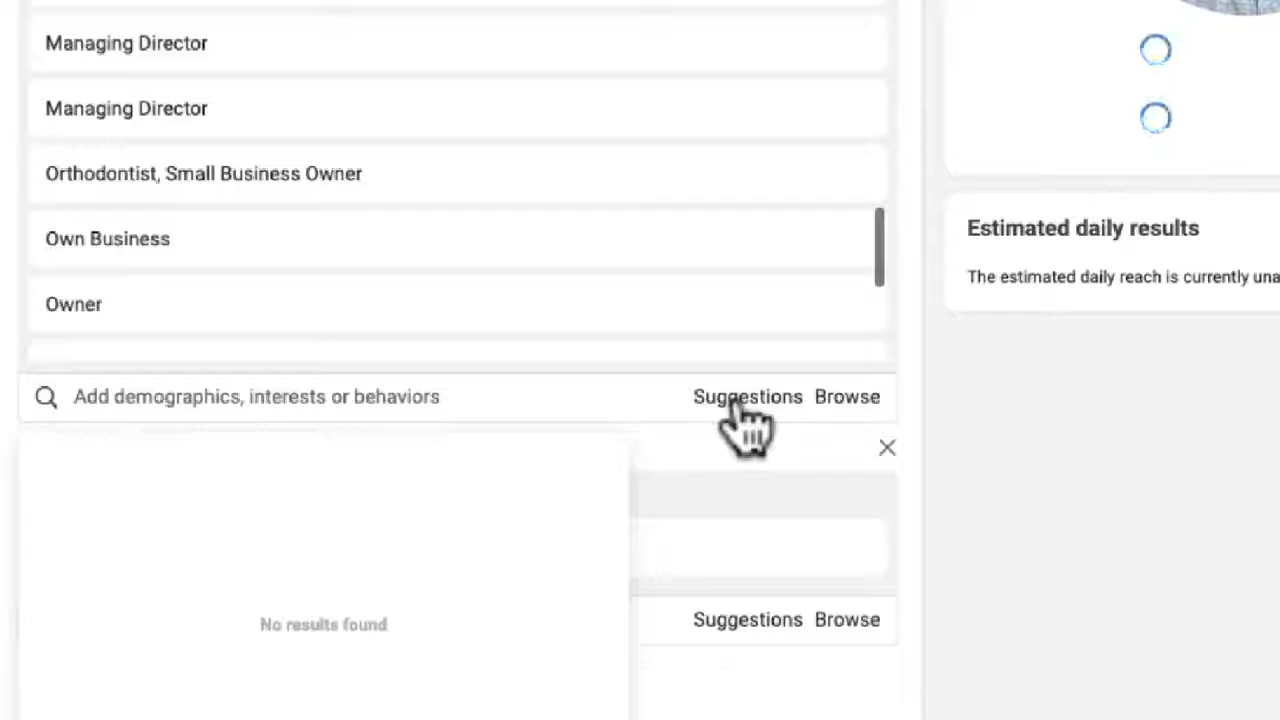 Managing Director
Managing Director
Orthodontist, Small Business Owner
Own Business
Owner
Add demographics, interests or behaviors
Suggestions Browse
No results found
Suggestions Browse
Estimated daily results
The estimated daily reach is currently una